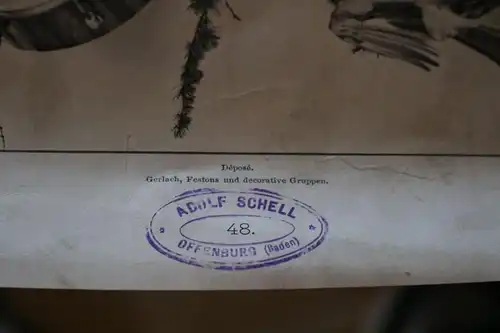 Déposé.
Gerlach, Festons und decorative Gruppen.
ADOLF SCHELL
48.
OFFENBURG (Baden)